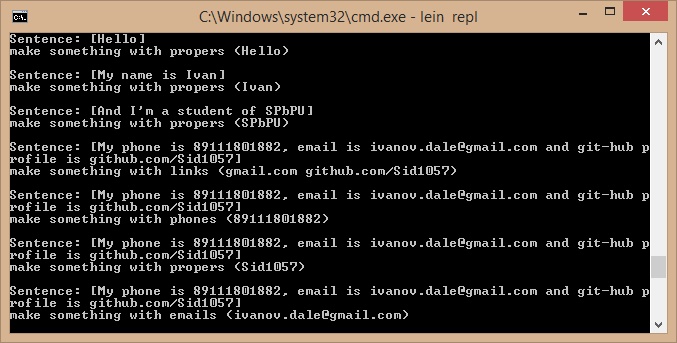 C:\Windows\system32\cmd.exe - lein repl
Sentence: [Hello]
make something with propers (Hello)
Sentence: [My name is Ivan]
make something with propers (Ivan)
Sentence: [And I'm a student of SPbPU]
make something with propers (SPbPU)
Sentence: [My phone is 89111801882, email is ivanov.dale@gmail.com and git-hub p
rofile is github.com/Sid1057]
make something with links (gmail.com github.com/Sid1057)
Sentence: [My phone is 89111801882, email is ivanov.dale@gmail.com and git-hub p
rofile is github.com/Sid1057]
make something with phones (89111801882)
Sentence: [My phone is 89111801882, email is ivanov.dale@gmail.com and git-hub p
rofile is github.com/Sid1057]
make something with propers (Sid1057)
Sentence: [My phone is 89111801882, email is ivanov.dale@gmail.com and git-hub p
rofile is github.com/Sid1057]
make something with emails (ivanov.dale@gmail.com)